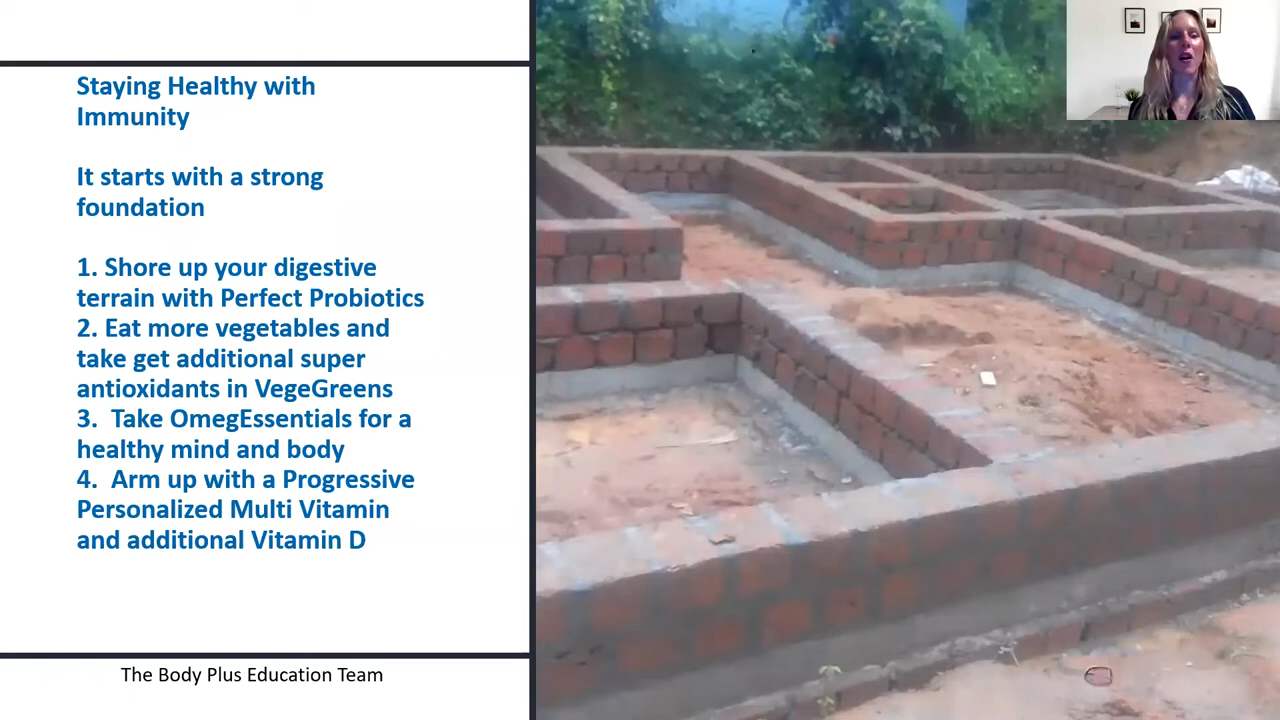 Staying Healthy with
Immunity
It starts with a strong
foundation
1. Shore up your digestive
terrain with Perfect Probiotics
2. Eat more vegetables and
take get additional super
antioxidants in VegeGreens
3.  Take OmegEssentials for a
healthy mind and body
4.  Arm up with a Progressive
Personalized Multi Vitamin
and additional Vitamin D
The Body Plus Education Team